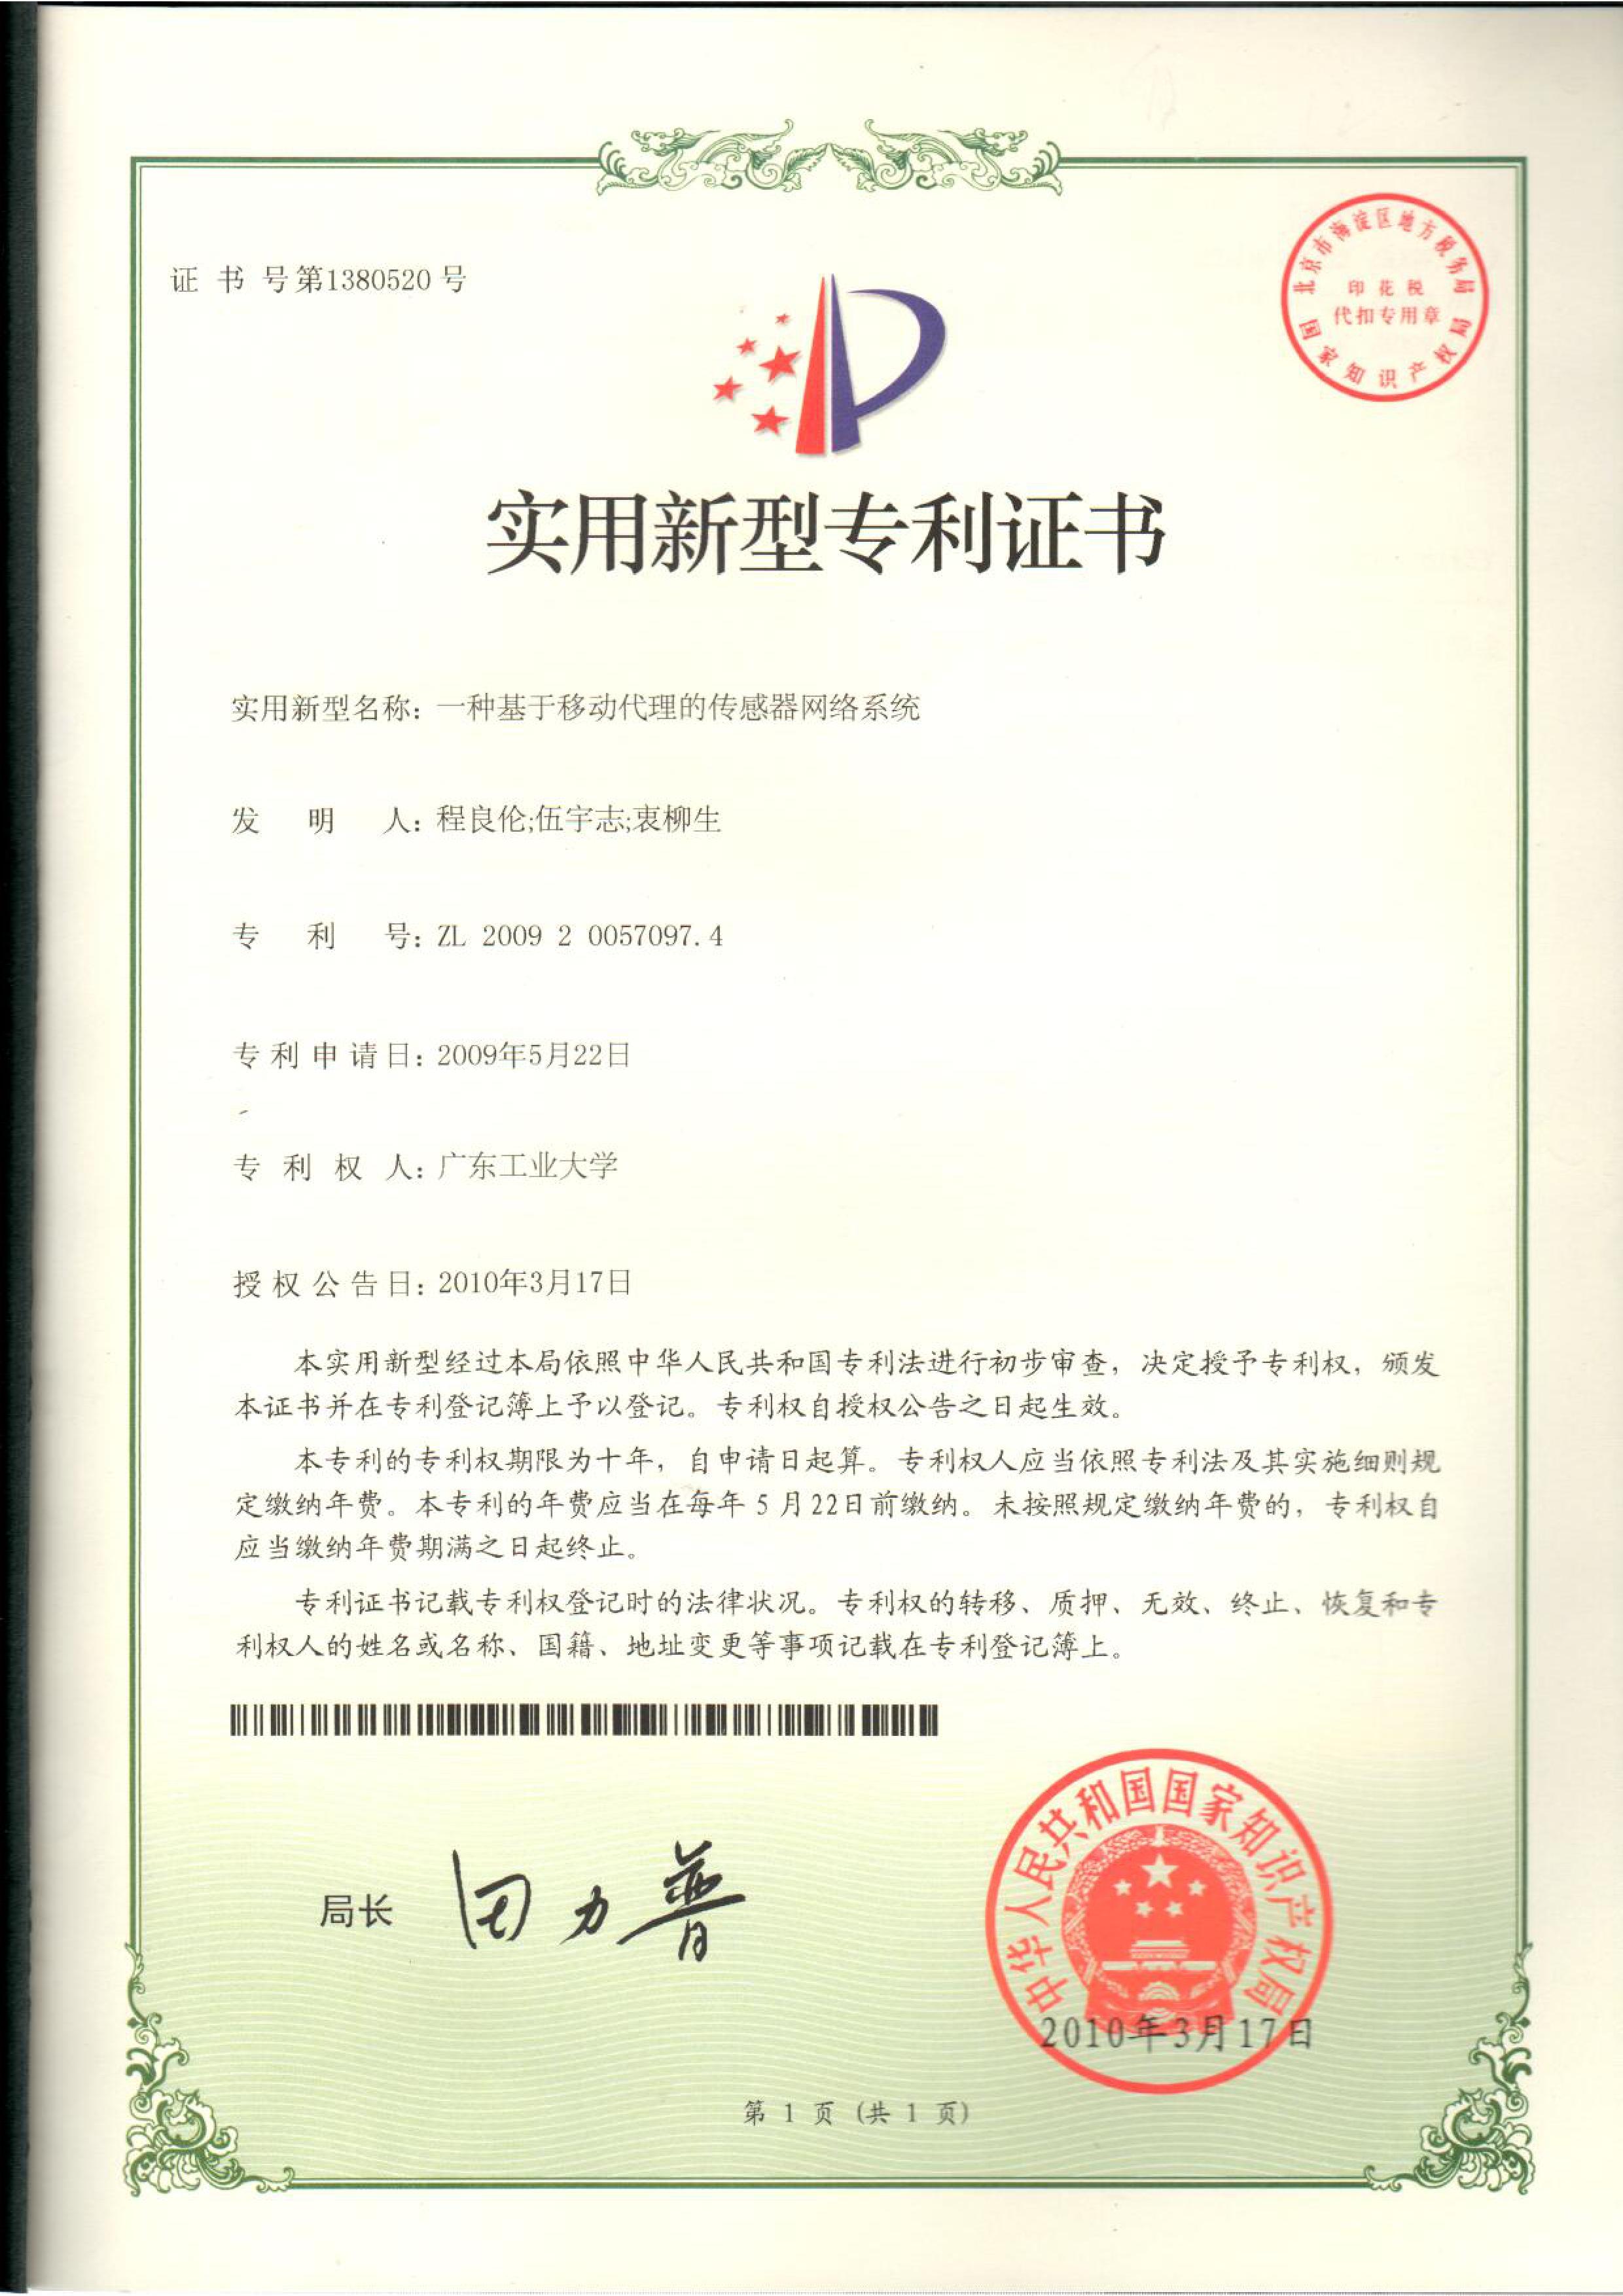 证书号第1380520号
北京市海淀区地方税务局
印花税
代扣专用章
国家知识产权局
实用新型专利证书
实用新型名称：一种基于移动代理的传感器网络系统
发明人：程良伦;伍宇志;衷柳生
专利号：ZL 2009 2 0057097.4
专利申请日：2009年5月22日
专利权人：广东工业大学
授权公告日：2010年3月17日
本实用新型经过本局依照中华人民共和国专利法进行初步审查，决定授予专利权，颁发
本证书并在专利登记簿上予以登记。专利权自授权公告之日起生效。
本专利的专利权期限为十年，自申请日起算。专利权人应当依照专利法及其实施细则规
定缴纳年费。本专利的年费应当在每年 5 月22日前缴纳。未按照规定缴纳年费的，专利权自
应当缴纳年费期满之日起终止。
专利证书记载专利权登记时的法律状况。专利权的转移、质押、无效、终止、恢复和专
利权人的姓名或名称、国籍、地址变更等事项记载在专利登记簿上。
局长 田力普
中华人民共和国国家知识产权局
2010年3月17日
第 1 页 (共 1 页)